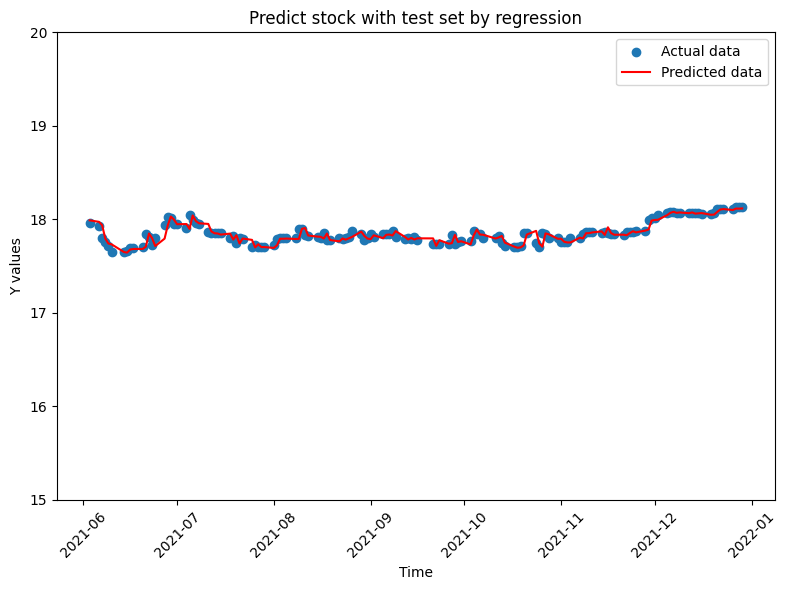 Predict stock with test set by regression
Actual data
Predicted data
Y values
20
19
18
17
16
15
2021-06
2021-07
2021-08
2021-09
2021-10
2021-11
2021-12
2022-01
Time